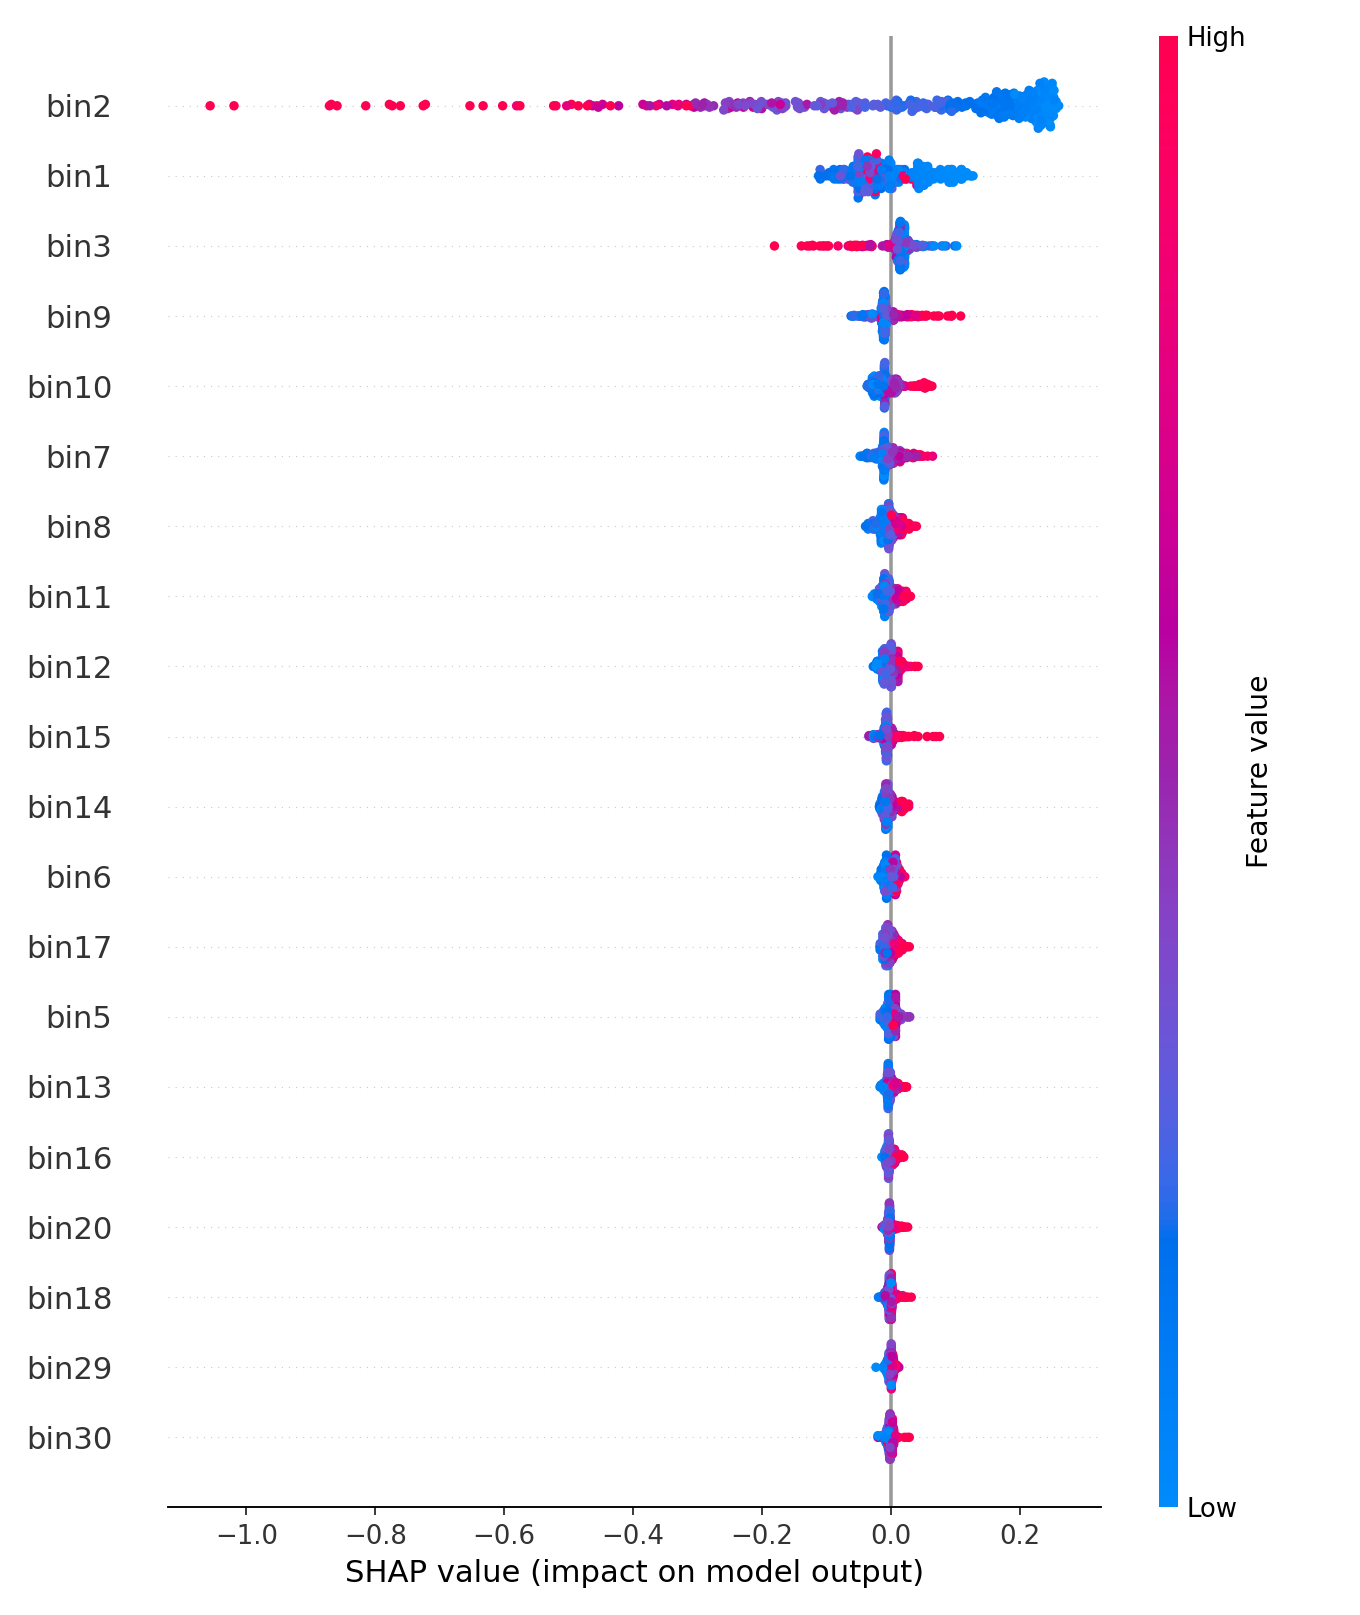 High
bin2
bin1
bin3
bin9
bin10
bin7
bin8
bin11
bin12
bin15
bin14
bin6
bin17
bin5
bin13
bin16
bin20
bin18
bin29
bin30
Feature value
Low
−1.0 −0.8 −0.6 −0.4 −0.2 0.0 0.2
SHAP value (impact on model output)